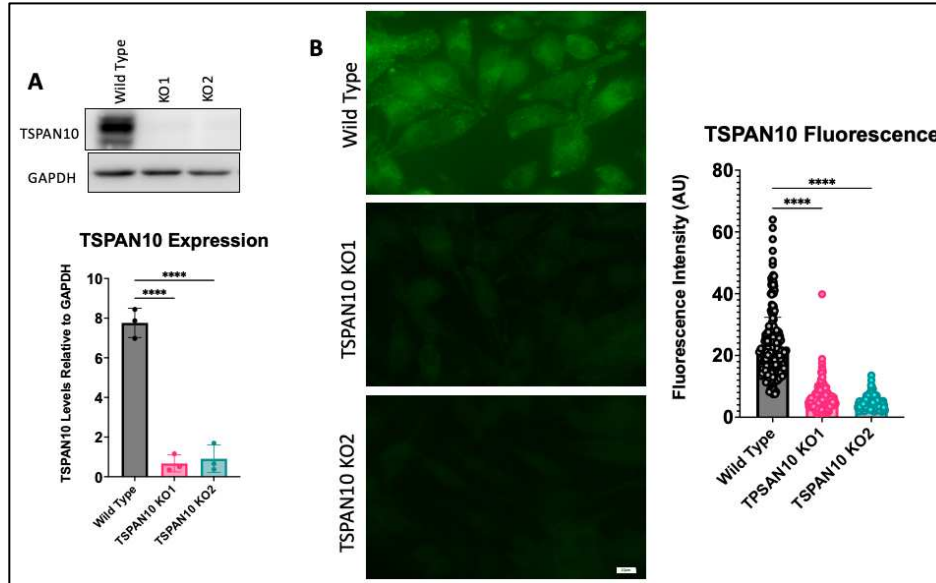 A
Wild Type
KO1
KO2
TSPAN10
GAPDH
TSPAN10 Expression
TSPAN10 Levels Relative to GAPDH
10
8
6
4
2
0
****
****
Wild Type
TSPAN10 KO1
TSPAN10 KO2
B
Wild Type
TSPAN10 KO1
TSPAN10 KO2
TSPAN10 Fluorescence
Fluorescence Intensity (AU)
80
60
40
20
0
****
****
Wild Type
TPSAN10 KO1
TSPAN10 KO2